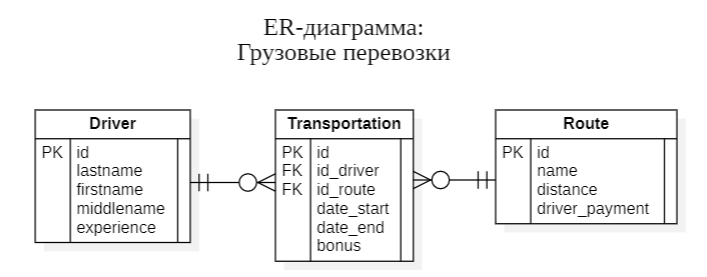 ER-диаграмма:
Грузовые перевозки
Driver
PK id
lastname
firstname
middlename
experience
Transportation
PK id
FK id_driver
FK id_route
date_start
date_end
bonus
Route
PK id
name
distance
driver_payment